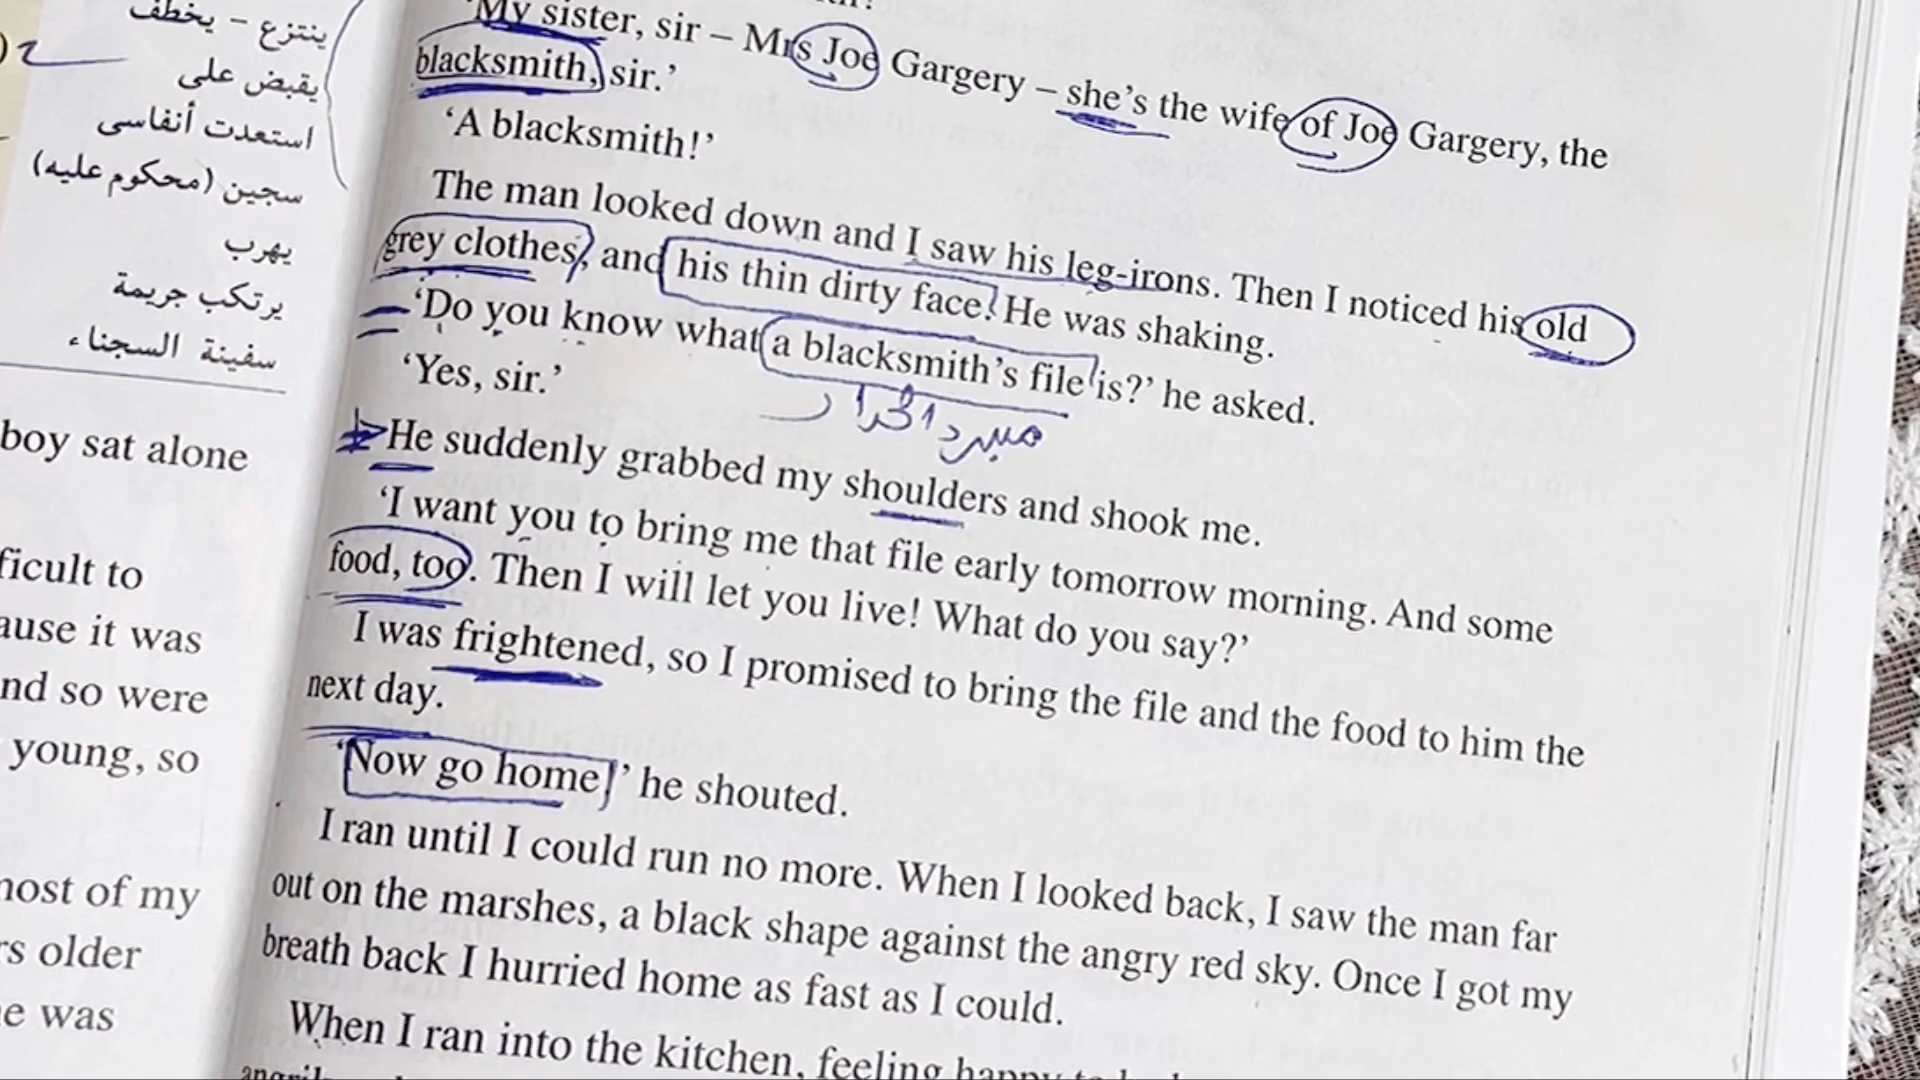 ينتزع – يخطف
يقبض على
استعدت أنفاسى
سجين (محكوم عليه)
يهرب
يرتكب جريمة
سفينة السجناء
boy sat alone
ficult to
ause it was
nd so were
young, so
most of my
rs older
e was
'My sister, sir – Mrs Joe Gargery – she's the wife of Joe Gargery, the
blacksmith, sir.'
'A blacksmith!'
The man looked down and I saw his leg-irons. Then I noticed his old
grey clothes, and his thin dirty face. He was shaking.
'Do you know what a blacksmith's file is?' he asked.
مبرد الحداد
'Yes, sir.'
He suddenly grabbed my shoulders and shook me.
'I want you to bring me that file early tomorrow morning. And some
food, too. Then I will let you live! What do you say?'
I was frightened, so I promised to bring the file and the food to him the
next day.
'Now go home!' he shouted.
I ran until I could run no more. When I looked back, I saw the man far
out on the marshes, a black shape against the angry red sky. Once I got my
breath back I hurried home as fast as I could.
When I ran into the kitchen, feeling happy to